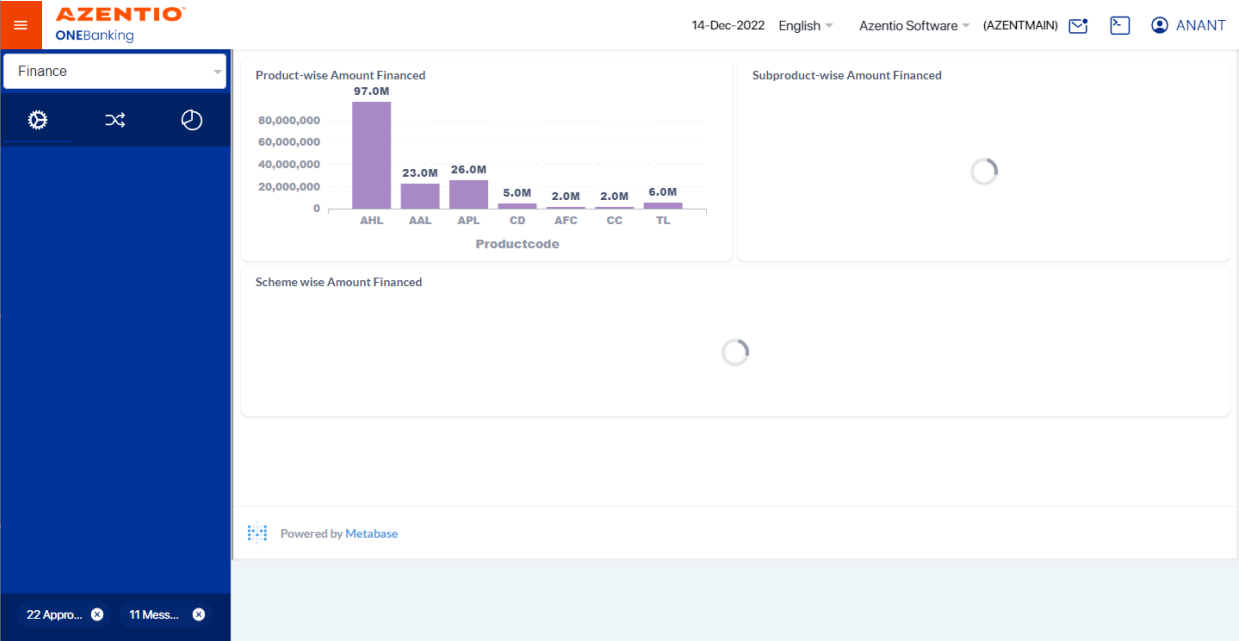 AZENTIO™
ONEBanking
14-Dec-2022 English Azentio Software (AZENTMAIN) ANANT
Finance
Product-wise Amount Financed
97.0M
80,000,000
60,000,000
40,000,000
20,000,000
0
23.0M 26.0M 5.0M 2.0M 2.0M 6.0M
AHL AAL APL CD AFC CC TL
Productcode
Subproduct-wise Amount Financed
Scheme wise Amount Financed
Powered by Metabase
22 Appro... 11 Mess...